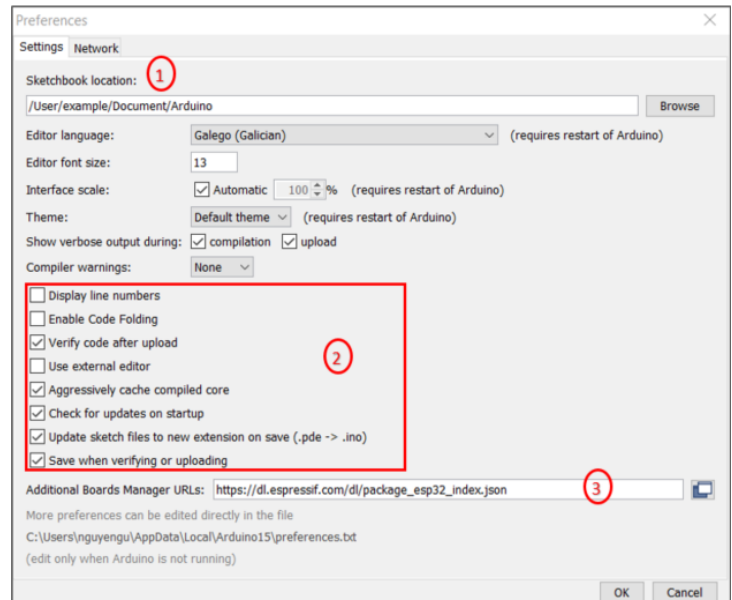 Preferences
Settings Network
Sketchbook location: 1
/User/example/Document/Arduino Browse
Editor language: Galego (Galician) (requires restart of Arduino)
Editor font size: 13
Interface scale: Automatic 100 % (requires restart of Arduino)
Theme: Default theme (requires restart of Arduino)
Show verbose output during: compilation upload
Compiler warnings: None
Display line numbers
Enable Code Folding
Verify code after upload
2
Use external editor
Aggressively cache compiled core
Check for updates on startup
Update sketch files to new extension on save (.pde -> .ino)
Save when verifying or uploading
Additional Boards Manager URLs: https://dl.espressif.com/dl/package_esp32_index.json 3
More preferences can be edited directly in the file
C:\Users\nguyengu\AppData\Local\Arduino15\preferences.txt
(edit only when Arduino is not running)
OK Cancel